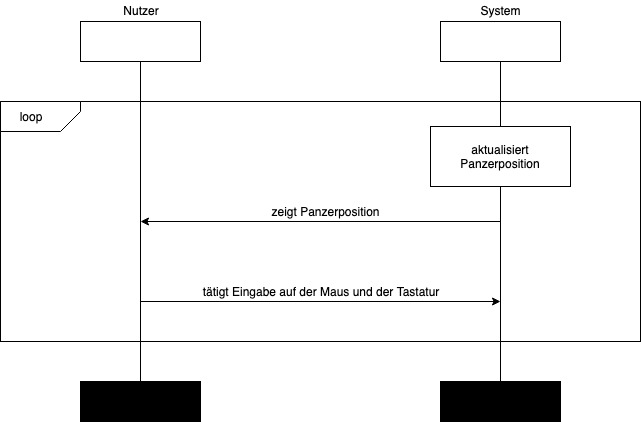 Nutzer
System
loop
aktualisiert
Panzerposition
zeigt Panzerposition
tätigt Eingabe auf der Maus und der Tastatur